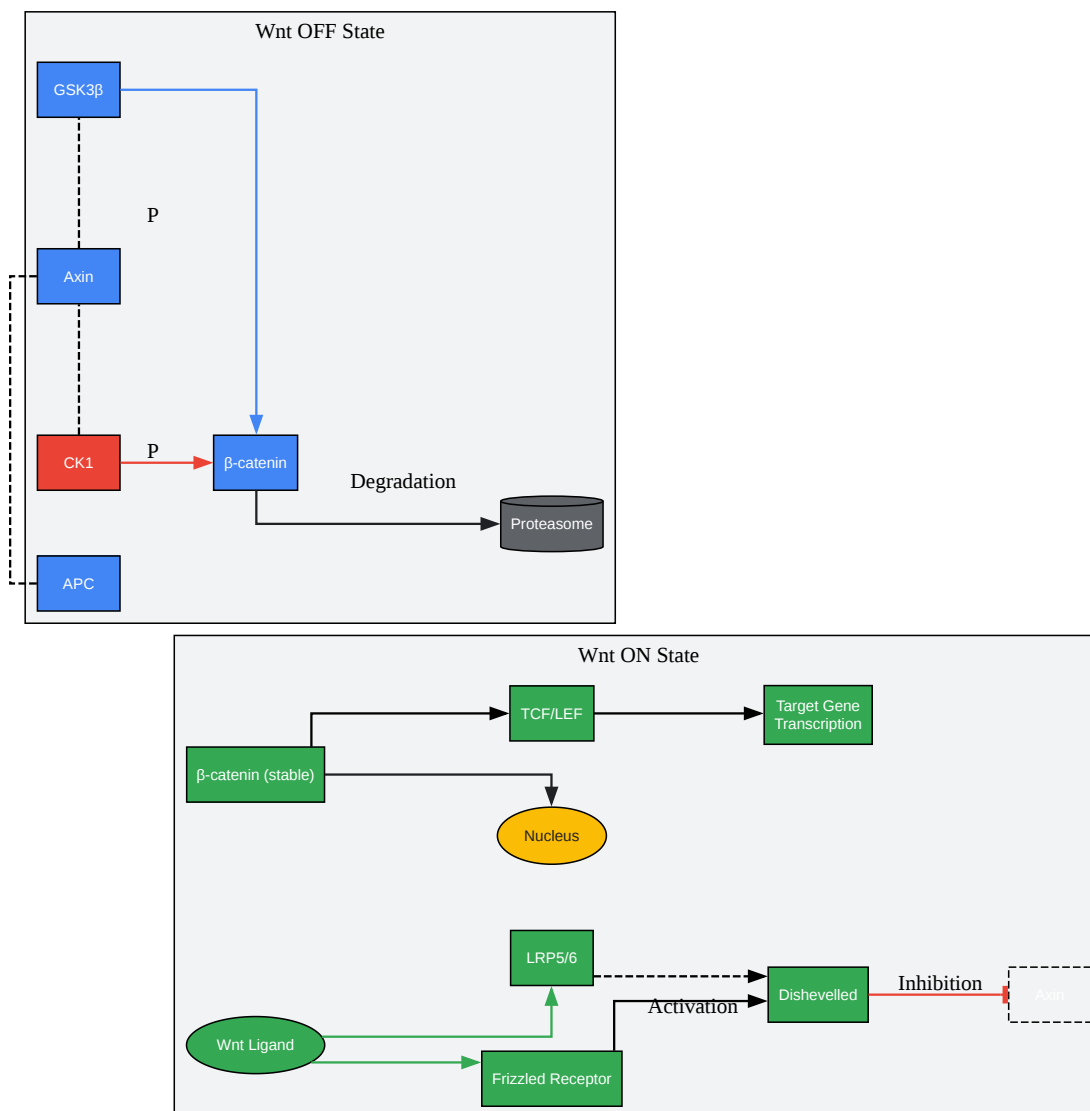 Wnt OFF State
GSK3β
P
Axin
CK1
P
β-catenin
Degradation
Proteasome
APC
Wnt ON State
TCF/LEF
Target Gene
Transcription
β-catenin (stable)
Nucleus
LRP5/6
Dishevelled
Inhibition
Axin
Activation
Wnt Ligand
Frizzled Receptor